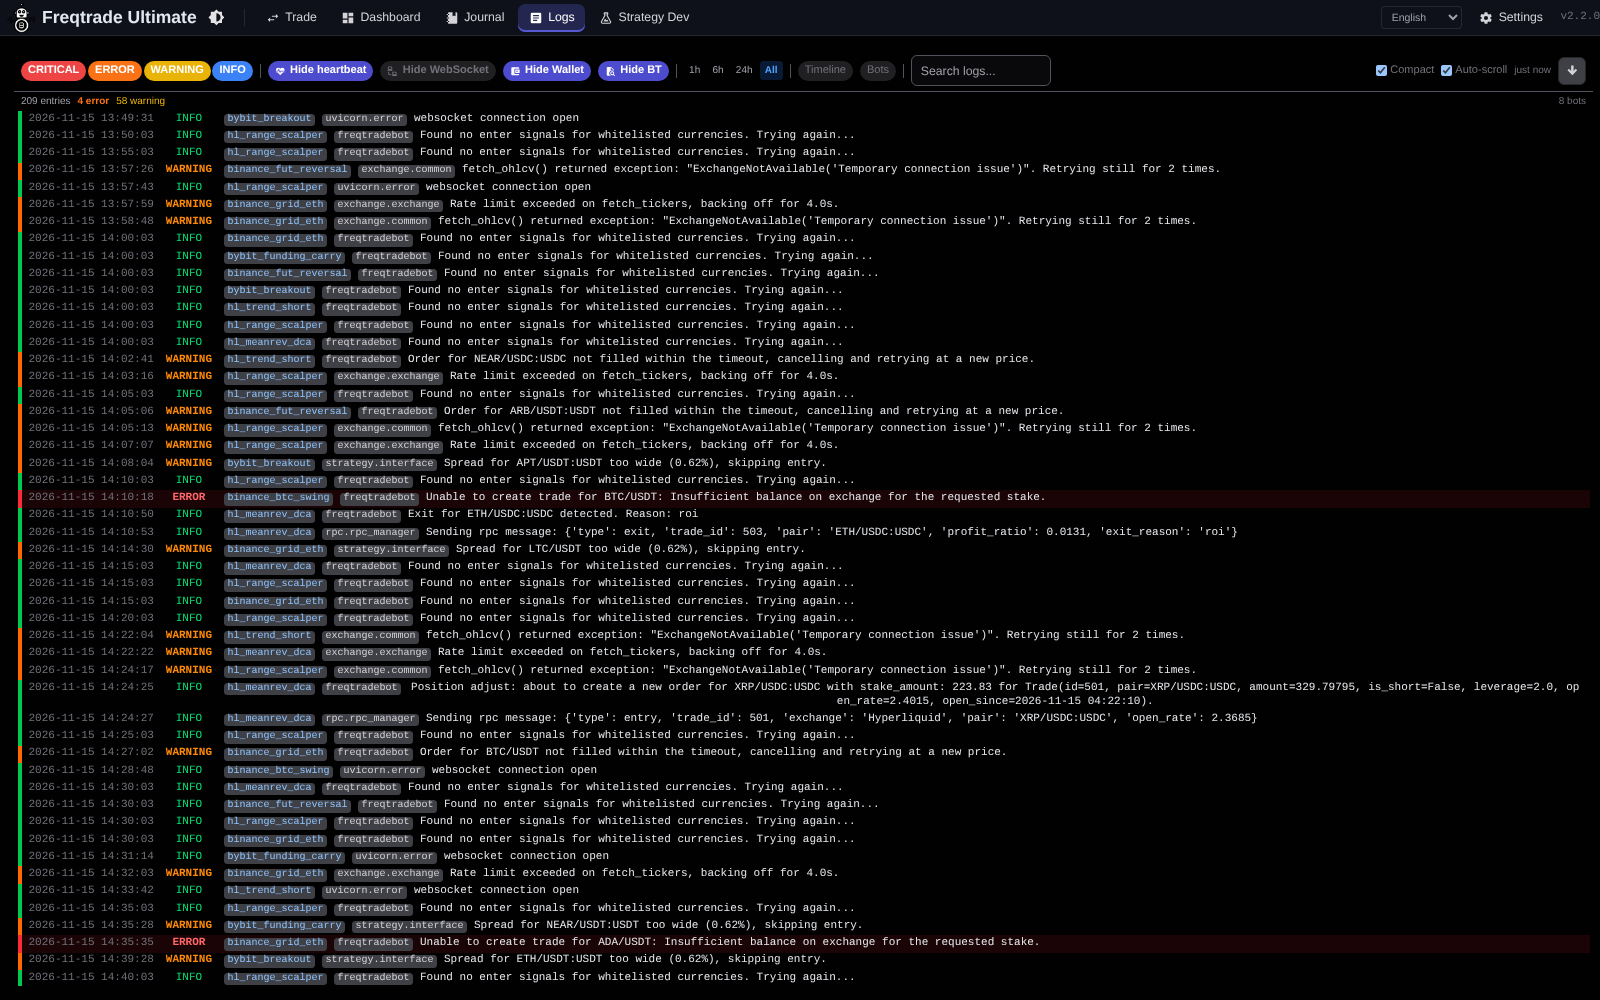 Freqtrade Ultimate Trade Dashboard Journal Logs Strategy Dev English Settings v2.2.0
CRITICAL ERROR WARNING INFO Hide heartbeat Hide WebSocket Hide Wallet Hide BT 1h 6h 24h All Timeline Bots Search logs... Compact Auto-scroll just now
209 entries 4 error 58 warning 8 bots
2026-11-15 13:49:31 INFO bybit_breakout uvicorn.error websocket connection open
2026-11-15 13:50:03 INFO hl_range_scalper freqtradebot Found no enter signals for whitelisted currencies. Trying again...
2026-11-15 13:55:03 INFO hl_range_scalper freqtradebot Found no enter signals for whitelisted currencies. Trying again...
2026-11-15 13:57:26 WARNING binance_fut_reversal exchange.common fetch_ohlcv() returned exception: "ExchangeNotAvailable('Temporary connection issue')". Retrying still for 2 times.
2026-11-15 13:57:43 INFO hl_range_scalper uvicorn.error websocket connection open
2026-11-15 13:57:59 WARNING binance_grid_eth exchange.exchange Rate limit exceeded on fetch_tickers, backing off for 4.0s.
2026-11-15 13:58:48 WARNING binance_grid_eth exchange.common fetch_ohlcv() returned exception: "ExchangeNotAvailable('Temporary connection issue')". Retrying still for 2 times.
2026-11-15 14:00:03 INFO binance_grid_eth freqtradebot Found no enter signals for whitelisted currencies. Trying again...
2026-11-15 14:00:03 INFO bybit_funding_carry freqtradebot Found no enter signals for whitelisted currencies. Trying again...
2026-11-15 14:00:03 INFO binance_fut_reversal freqtradebot Found no enter signals for whitelisted currencies. Trying again...
2026-11-15 14:00:03 INFO bybit_breakout freqtradebot Found no enter signals for whitelisted currencies. Trying again...
2026-11-15 14:00:03 INFO hl_trend_short freqtradebot Found no enter signals for whitelisted currencies. Trying again...
2026-11-15 14:00:03 INFO hl_range_scalper freqtradebot Found no enter signals for whitelisted currencies. Trying again...
2026-11-15 14:00:03 INFO hl_meanrev_dca freqtradebot Found no enter signals for whitelisted currencies. Trying again...
2026-11-15 14:02:41 WARNING hl_trend_short freqtradebot Order for NEAR/USDC:USDC not filled within the timeout, cancelling and retrying at a new price.
2026-11-15 14:03:16 WARNING hl_range_scalper exchange.exchange Rate limit exceeded on fetch_tickers, backing off for 4.0s.
2026-11-15 14:05:03 INFO hl_range_scalper freqtradebot Found no enter signals for whitelisted currencies. Trying again...
2026-11-15 14:05:06 WARNING binance_fut_reversal freqtradebot Order for ARB/USDT:USDT not filled within the timeout, cancelling and retrying at a new price.
2026-11-15 14:05:13 WARNING hl_range_scalper exchange.common fetch_ohlcv() returned exception: "ExchangeNotAvailable('Temporary connection issue')". Retrying still for 2 times.
2026-11-15 14:07:07 WARNING hl_range_scalper exchange.exchange Rate limit exceeded on fetch_tickers, backing off for 4.0s.
2026-11-15 14:08:04 WARNING bybit_breakout strategy.interface Spread for APT/USDT:USDT too wide (0.62%), skipping entry.
2026-11-15 14:10:03 INFO hl_range_scalper freqtradebot Found no enter signals for whitelisted currencies. Trying again...
2026-11-15 14:10:18 ERROR binance_btc_swing freqtradebot Unable to create trade for BTC/USDT: Insufficient balance on exchange for the requested stake.
2026-11-15 14:10:50 INFO hl_meanrev_dca freqtradebot Exit for ETH/USDC:USDC detected. Reason: roi
2026-11-15 14:10:53 INFO hl_meanrev_dca rpc.rpc_manager Sending rpc message: {'type': exit, 'trade_id': 503, 'pair': 'ETH/USDC:USDC', 'profit_ratio': 0.0131, 'exit_reason': 'roi'}
2026-11-15 14:14:30 WARNING binance_grid_eth strategy.interface Spread for LTC/USDT too wide (0.62%), skipping entry.
2026-11-15 14:15:03 INFO hl_meanrev_dca freqtradebot Found no enter signals for whitelisted currencies. Trying again...
2026-11-15 14:15:03 INFO hl_range_scalper freqtradebot Found no enter signals for whitelisted currencies. Trying again...
2026-11-15 14:15:03 INFO binance_grid_eth freqtradebot Found no enter signals for whitelisted currencies. Trying again...
2026-11-15 14:20:03 INFO hl_range_scalper freqtradebot Found no enter signals for whitelisted currencies. Trying again...
2026-11-15 14:22:04 WARNING hl_trend_short exchange.common fetch_ohlcv() returned exception: "ExchangeNotAvailable('Temporary connection issue')". Retrying still for 2 times.
2026-11-15 14:22:22 WARNING hl_meanrev_dca exchange.exchange Rate limit exceeded on fetch_tickers, backing off for 4.0s.
2026-11-15 14:24:17 WARNING hl_range_scalper exchange.common fetch_ohlcv() returned exception: "ExchangeNotAvailable('Temporary connection issue')". Retrying still for 2 times.
2026-11-15 14:24:25 INFO hl_meanrev_dca freqtradebot Position adjust: about to create a new order for XRP/USDC:USDC with stake_amount: 223.83 for Trade(id=501, pair=XRP/USDC:USDC, amount=329.79795, is_short=False, leverage=2.0, op
en_rate=2.4015, open_since=2026-11-15 04:22:10).
2026-11-15 14:24:27 INFO hl_meanrev_dca rpc.rpc_manager Sending rpc message: {'type': entry, 'trade_id': 501, 'exchange': 'Hyperliquid', 'pair': 'XRP/USDC:USDC', 'open_rate': 2.3685}
2026-11-15 14:25:03 INFO hl_range_scalper freqtradebot Found no enter signals for whitelisted currencies. Trying again...
2026-11-15 14:27:02 WARNING binance_grid_eth freqtradebot Order for BTC/USDT not filled within the timeout, cancelling and retrying at a new price.
2026-11-15 14:28:48 INFO binance_btc_swing uvicorn.error websocket connection open
2026-11-15 14:30:03 INFO hl_meanrev_dca freqtradebot Found no enter signals for whitelisted currencies. Trying again...
2026-11-15 14:30:03 INFO binance_fut_reversal freqtradebot Found no enter signals for whitelisted currencies. Trying again...
2026-11-15 14:30:03 INFO hl_range_scalper freqtradebot Found no enter signals for whitelisted currencies. Trying again...
2026-11-15 14:30:03 INFO binance_grid_eth freqtradebot Found no enter signals for whitelisted currencies. Trying again...
2026-11-15 14:31:14 INFO bybit_funding_carry uvicorn.error websocket connection open
2026-11-15 14:32:03 WARNING binance_grid_eth exchange.exchange Rate limit exceeded on fetch_tickers, backing off for 4.0s.
2026-11-15 14:33:42 INFO hl_trend_short uvicorn.error websocket connection open
2026-11-15 14:35:03 INFO hl_range_scalper freqtradebot Found no enter signals for whitelisted currencies. Trying again...
2026-11-15 14:35:28 WARNING bybit_funding_carry strategy.interface Spread for NEAR/USDT:USDT too wide (0.62%), skipping entry.
2026-11-15 14:35:35 ERROR binance_grid_eth freqtradebot Unable to create trade for ADA/USDT: Insufficient balance on exchange for the requested stake.
2026-11-15 14:39:28 WARNING bybit_breakout strategy.interface Spread for ETH/USDT:USDT too wide (0.62%), skipping entry.
2026-11-15 14:40:03 INFO hl_range_scalper freqtradebot Found no enter signals for whitelisted currencies. Trying again...